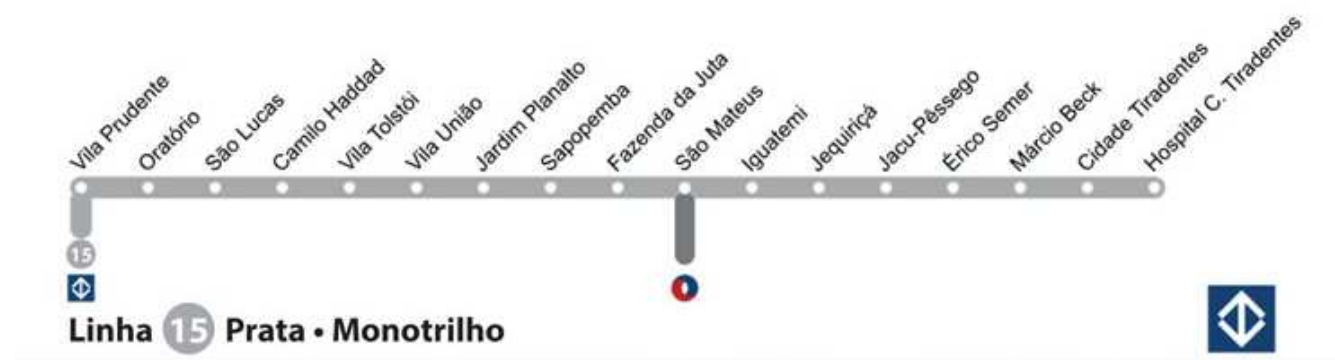 Vila Prudente
Oratório
São Lucas
Camilo Haddad
Vila Tolstói
Vila União
Jardim Planalto
Sapopemba
Fazenda da Juta
São Mateus
Iguatemi
Jequiriçá
Jacu-Pêssego
Érico Semer
Márcio Beck
Cidade Tiradentes
Hospital C. Tiradentes
15
Linha 15 Prata • Monotrilho